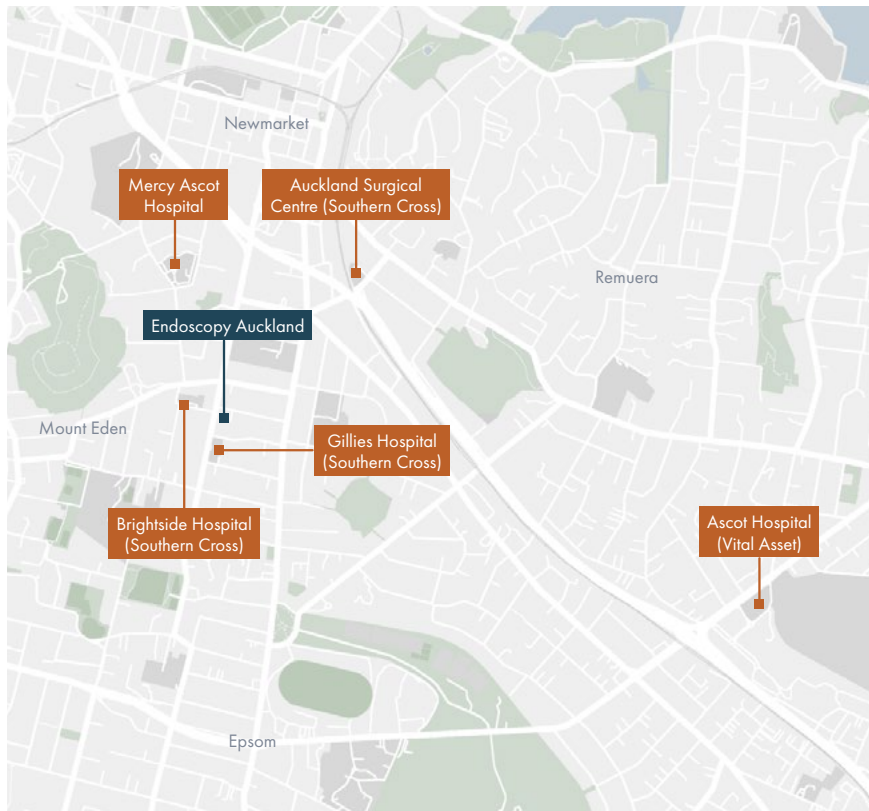 Newmarket
Mercy Ascot
Hospital
Auckland Surgical
Centre (Southern Cross)
Remuera
Endoscopy Auckland
Mount Eden
Gillies Hospital
(Southern Cross)
Brightside Hospital
(Southern Cross)
Ascot Hospital
(Vital Asset)
Epsom